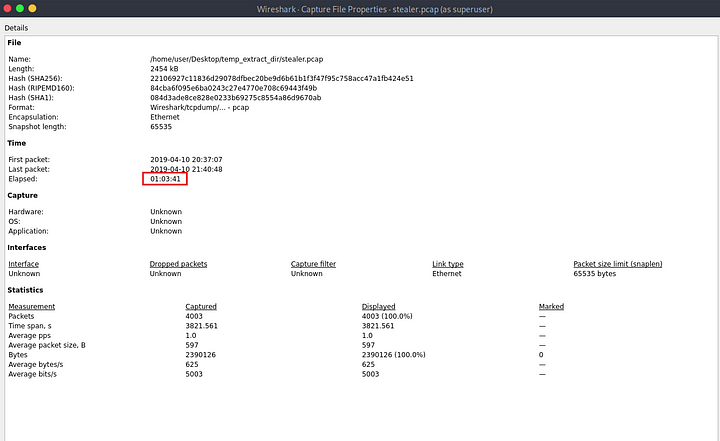 Wireshark · Capture File Properties · stealer.pcap (as superuser)
Details
File
Name: /home/user/Desktop/temp_extract_dir/stealer.pcap
Length: 2454 kB
Hash (SHA256): 22106927c11836d29078dfbec20be9d6b61b1f3f47f95c758acc47a1fb424e51
Hash (RIPEMD160): 84cba6f095e6ba0243c27e4770e708c69443f49b
Hash (SHA1): 084d3ade8ce828e0233b69275c8554a86d9670ab
Format: Wireshark/tcpdump/... - pcap
Encapsulation: Ethernet
Snapshot length: 65535
Time
First packet: 2019-04-10 20:37:07
Last packet: 2019-04-10 21:40:48
Elapsed: 01:03:41
Capture
Hardware: Unknown
OS: Unknown
Application: Unknown
Interfaces
Interface Dropped packets Capture filter Link type Packet size limit (snaplen)
Unknown Unknown Unknown Ethernet 65535 bytes
Statistics
Measurement Captured Displayed Marked
Packets 4003 4003 (100.0%) —
Time span, s 3821.561 3821.561 —
Average pps 1.0 1.0 —
Average packet size, B 597 597 —
Bytes 2390126 2390126 (100.0%) 0
Average bytes/s 625 625 —
Average bits/s 5003 5003 —